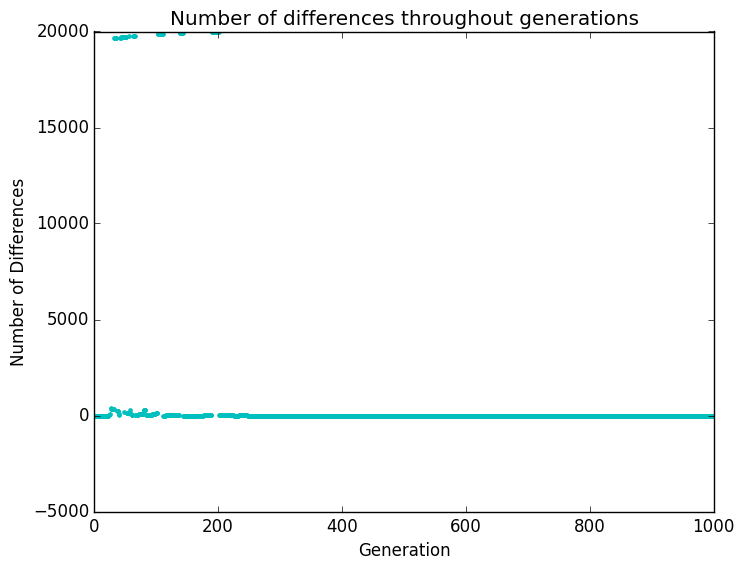 Number of differences throughout generations
20000
15000
10000
5000
0
−5000
Number of Differences
0 200 400 600 800 1000
Generation